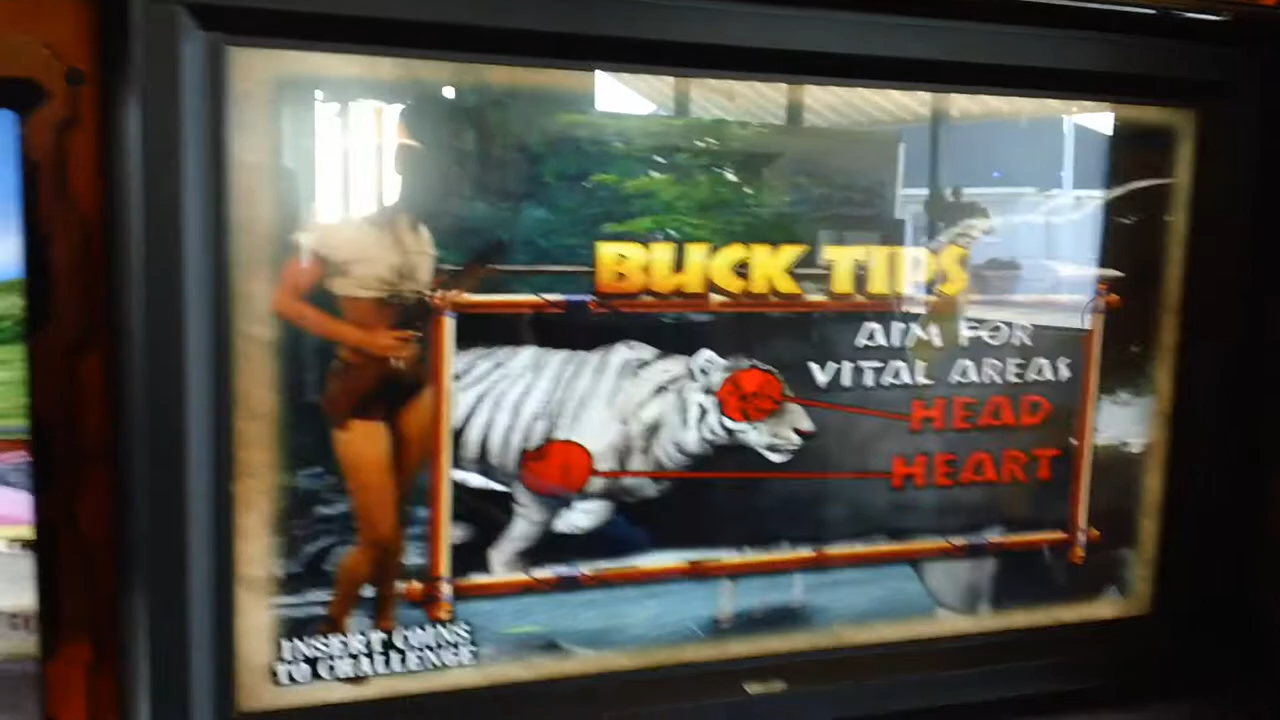 BUCK TIPS
AIM FOR
VITAL AREAS
HEAD
HEART
INSERT COINS
TO CHALLENGE